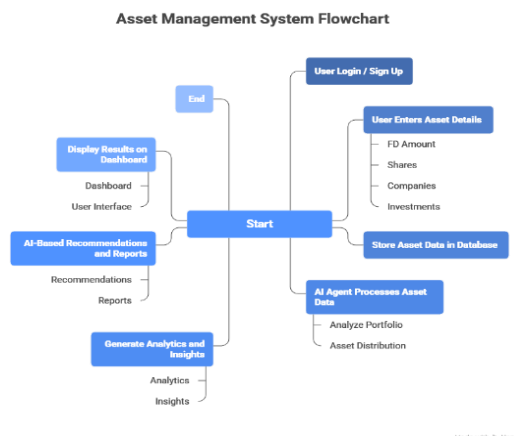 Asset Management System Flowchart
User Login / Sign Up
End
User Enters Asset Details
FD Amount
Shares
Companies
Investments
Display Results on
Dashboard
Dashboard
User Interface
Start
AI-Based Recommendations
and Reports
Recommendations
Reports
Store Asset Data in Database
AI Agent Processes Asset
Data
Analyze Portfolio
Asset Distribution
Generate Analytics and
Insights
Analytics
Insights